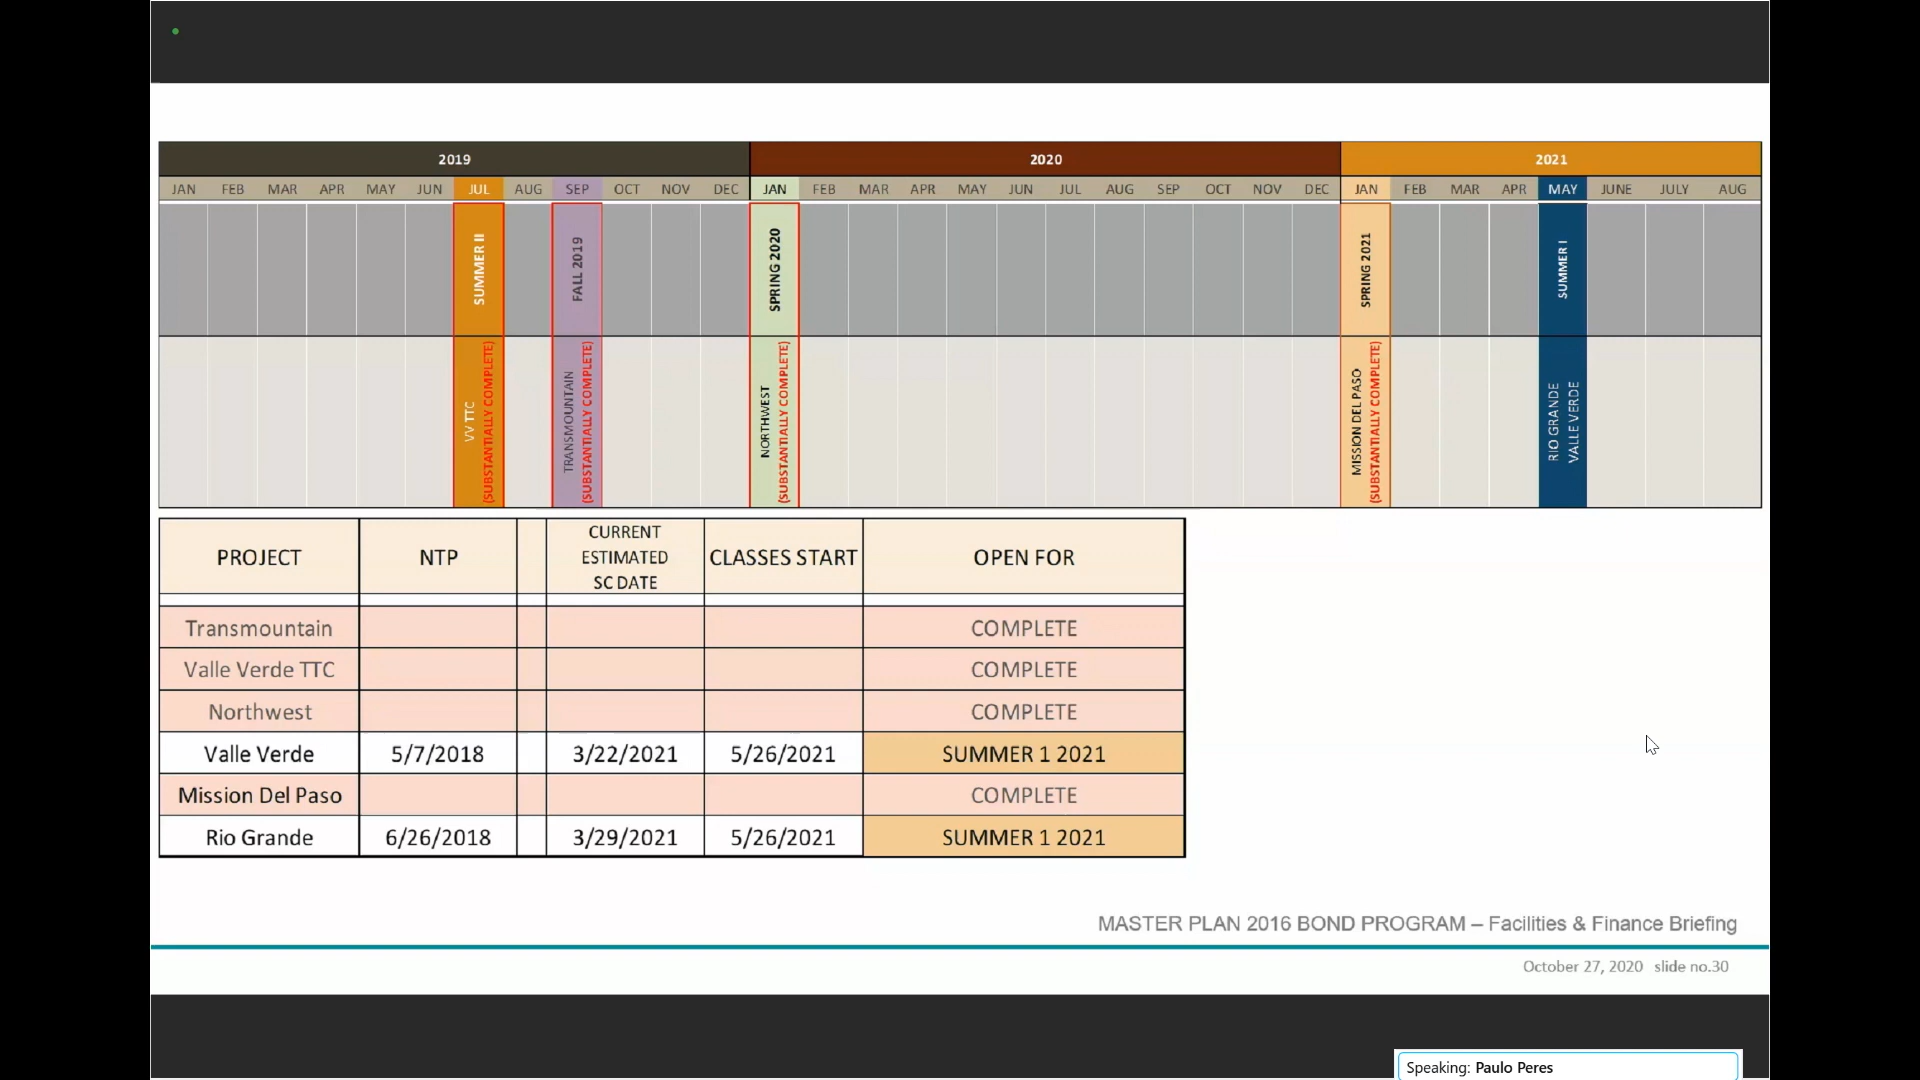 2019 2020 2021
JAN FEB MAR APR MAY JUN JUL AUG SEP OCT NOV DEC JAN FEB MAR APR MAY JUN JUL AUG SEP OCT NOV DEC JAN FEB MAR APR MAY JUNE JULY AUG
SUMMER II
FALL 2019
SPRING 2020
SPRING 2021
SUMMER I
VV TTC
(SUBSTANTIALLY COMPLETE)
TRANSMOUNTAIN
(SUBSTANTIALLY COMPLETE)
NORTHWEST
(SUBSTANTIALLY COMPLETE)
MISSION DEL PASO
(SUBSTANTIALLY COMPLETE)
RIO GRANDE
VALLE VERDE
PROJECT
NTP
CURRENT
ESTIMATED
SC DATE
CLASSES START
OPEN FOR
Transmountain COMPLETE
Valle Verde TTC COMPLETE
Northwest COMPLETE
Valle Verde 5/7/2018 3/22/2021 5/26/2021 SUMMER 1 2021
Mission Del Paso COMPLETE
Rio Grande 6/26/2018 3/29/2021 5/26/2021 SUMMER 1 2021
MASTER PLAN 2016 BOND PROGRAM – Facilities & Finance Briefing
October 27, 2020 slide no.30
Speaking: Paulo Peres